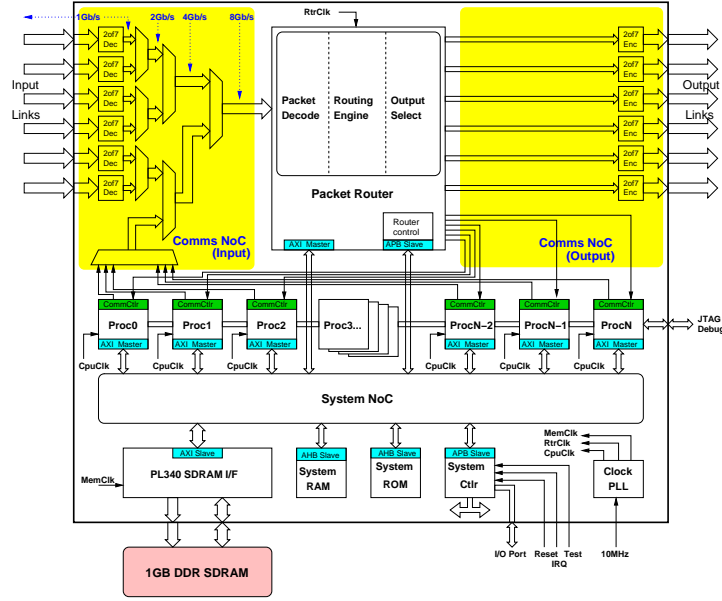 1Gb/s
2Gb/s
4Gb/s
8Gb/s
RtrClk
2of7
Dec
2of7
Dec
2of7
Dec
2of7
Dec
2of7
Dec
2of7
Dec
Input
Links
Packet
Decode
Routing
Engine
Output
Select
Packet Router
2of7
Enc
2of7
Enc
2of7
Enc
2of7
Enc
2of7
Enc
2of7
Enc
Output
Links
Comms NoC
(Input)
Router
control
AXI Master
APB Slave
Comms NoC
(Output)
CommCtlr
Proc0
AXI Master
CommCtlr
Proc1
AXI Master
CommCtlr
Proc2
AXI Master
Proc3...
CommCtlr
ProcN-2
AXI Master
CommCtlr
ProcN-1
AXI Master
CommCtlr
ProcN
AXI Master
JTAG
Debug
CpuClk
CpuClk
CpuClk
CpuClk
CpuClk
CpuClk
System NoC
AXI Slave
PL340 SDRAM I/F
MemClk
AHB Slave
System
RAM
AHB Slave
System
ROM
APB Slave
System
Ctlr
MemClk
RtrClk
CpuClk
Clock
PLL
I/O Port
Reset
IRQ
Test
10MHz
1GB DDR SDRAM